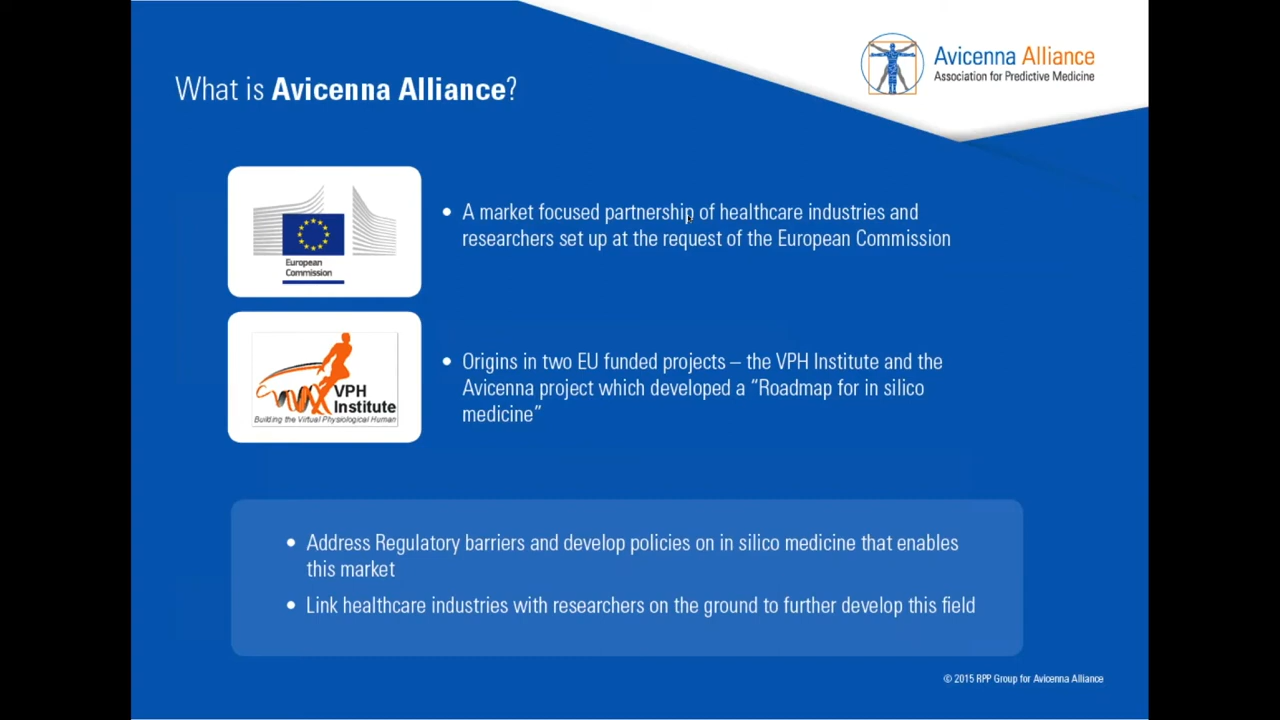 Avicenna Alliance
Association for Predictive Medicine
What is Avicenna Alliance?
European
Commission
• A market focused partnership of healthcare industries and
researchers set up at the request of the European Commission
VPH
Institute
Building the Virtual Physiological Human
• Origins in two EU funded projects – the VPH Institute and the
Avicenna project which developed a “Roadmap for in silico
medicine”
• Address Regulatory barriers and develop policies on in silico medicine that enables
this market
• Link healthcare industries with researchers on the ground to further develop this field
© 2015 RPP Group for Avicenna Alliance